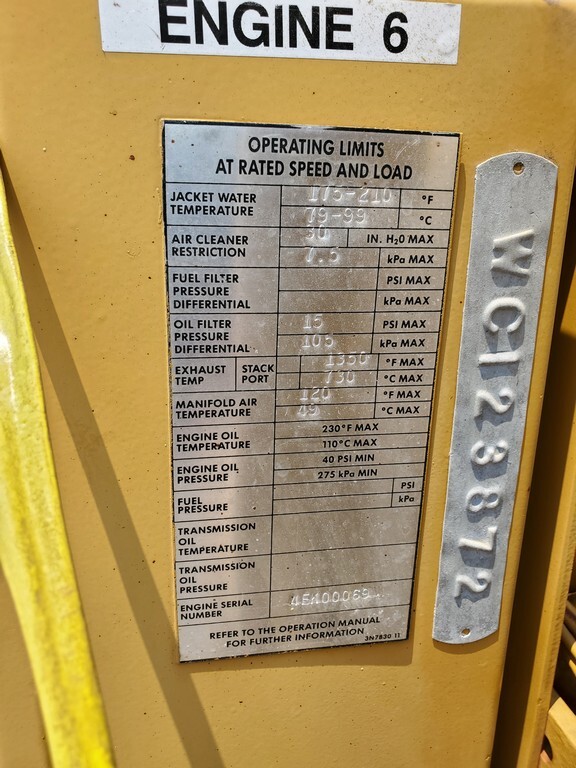 ENGINE 6
OPERATING LIMITS
AT RATED SPEED AND LOAD
JACKET WATER
TEMPERATURE
175-210 °F
79-99 °C
AIR CLEANER
RESTRICTION
30 IN. H₂O MAX
7.5 kPa MAX
FUEL FILTER
PRESSURE
DIFFERENTIAL
PSI MAX
kPa MAX
OIL FILTER
PRESSURE
DIFFERENTIAL
15 PSI MAX
105 kPa MAX
EXHAUST
TEMP
STACK
PORT
1350 °F MAX
730 °C MAX
MANIFOLD AIR
TEMPERATURE
120 °F MAX
49 °C MAX
ENGINE OIL
TEMPERATURE
230°F MAX
110°C MAX
ENGINE OIL
PRESSURE
40 PSI MIN
275 kPa MIN
FUEL
PRESSURE
PSI
kPa
TRANSMISSION
OIL
TEMPERATURE
TRANSMISSION
OIL
PRESSURE
ENGINE SERIAL
NUMBER
REFER TO THE OPERATION MANUAL
FOR FURTHER INFORMATION
3N7830 11
WC123872